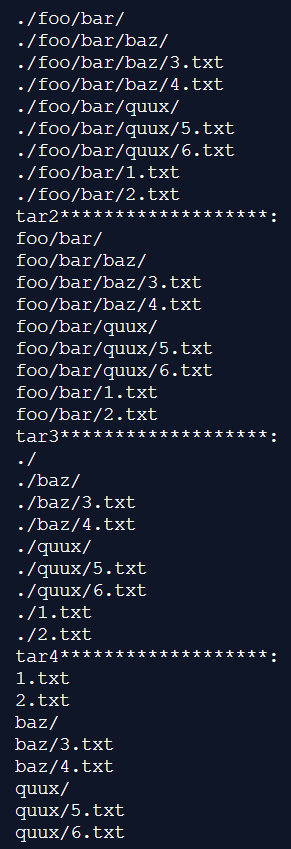 ./foo/bar/
./foo/bar/baz/
./foo/bar/baz/3.txt
./foo/bar/baz/4.txt
./foo/bar/quux/
./foo/bar/quux/5.txt
./foo/bar/quux/6.txt
./foo/bar/1.txt
./foo/bar/2.txt
tar2*******************:
foo/bar/
foo/bar/baz/
foo/bar/baz/3.txt
foo/bar/baz/4.txt
foo/bar/quux/
foo/bar/quux/5.txt
foo/bar/quux/6.txt
foo/bar/1.txt
foo/bar/2.txt
tar3*******************:
./
./baz/
./baz/3.txt
./baz/4.txt
./quux/
./quux/5.txt
./quux/6.txt
./1.txt
./2.txt
tar4*******************:
1.txt
2.txt
baz/
baz/3.txt
baz/4.txt
quux/
quux/5.txt
quux/6.txt